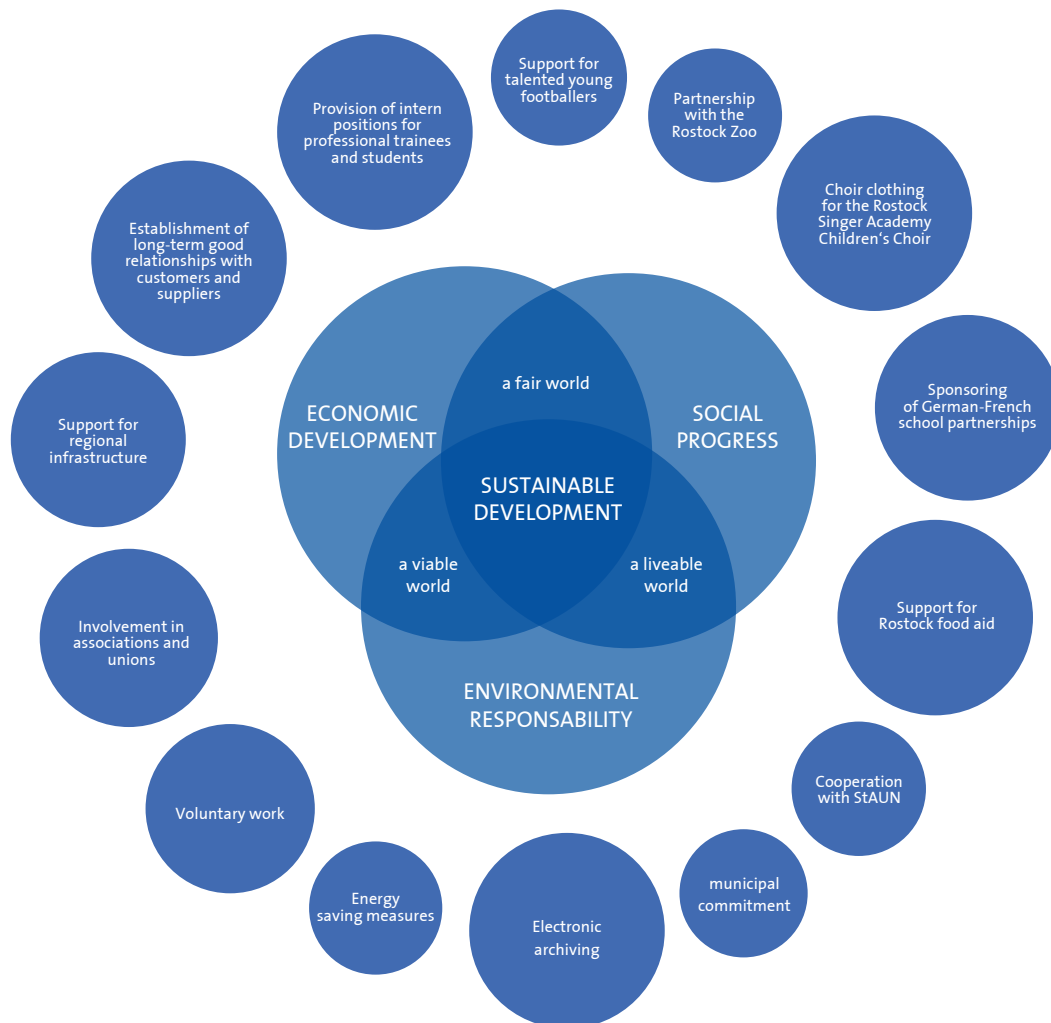 Support for
talented young
footballers
Partnership
with the
Rostock Zoo
Provision of intern
positions for
professional trainees
and students
Choir clothing
for the Rostock
Singer Academy
Children‘s Choir
Establishment of
long-term good
relationships with
customers and
suppliers
Sponsoring
of German-French
school partnerships
Support for
regional
infrastructure
a fair world
ECONOMIC
DEVELOPMENT
SOCIAL
PROGRESS
SUSTAINABLE
DEVELOPMENT
a viable
world
a liveable
world
ENVIRONMENTAL
RESPONSABILITY
Involvement in
associations and
unions
Support for
Rostock food aid
Voluntary work
Cooperation
with StAUN
Energy
saving measures
Electronic
archiving
municipal
commitment